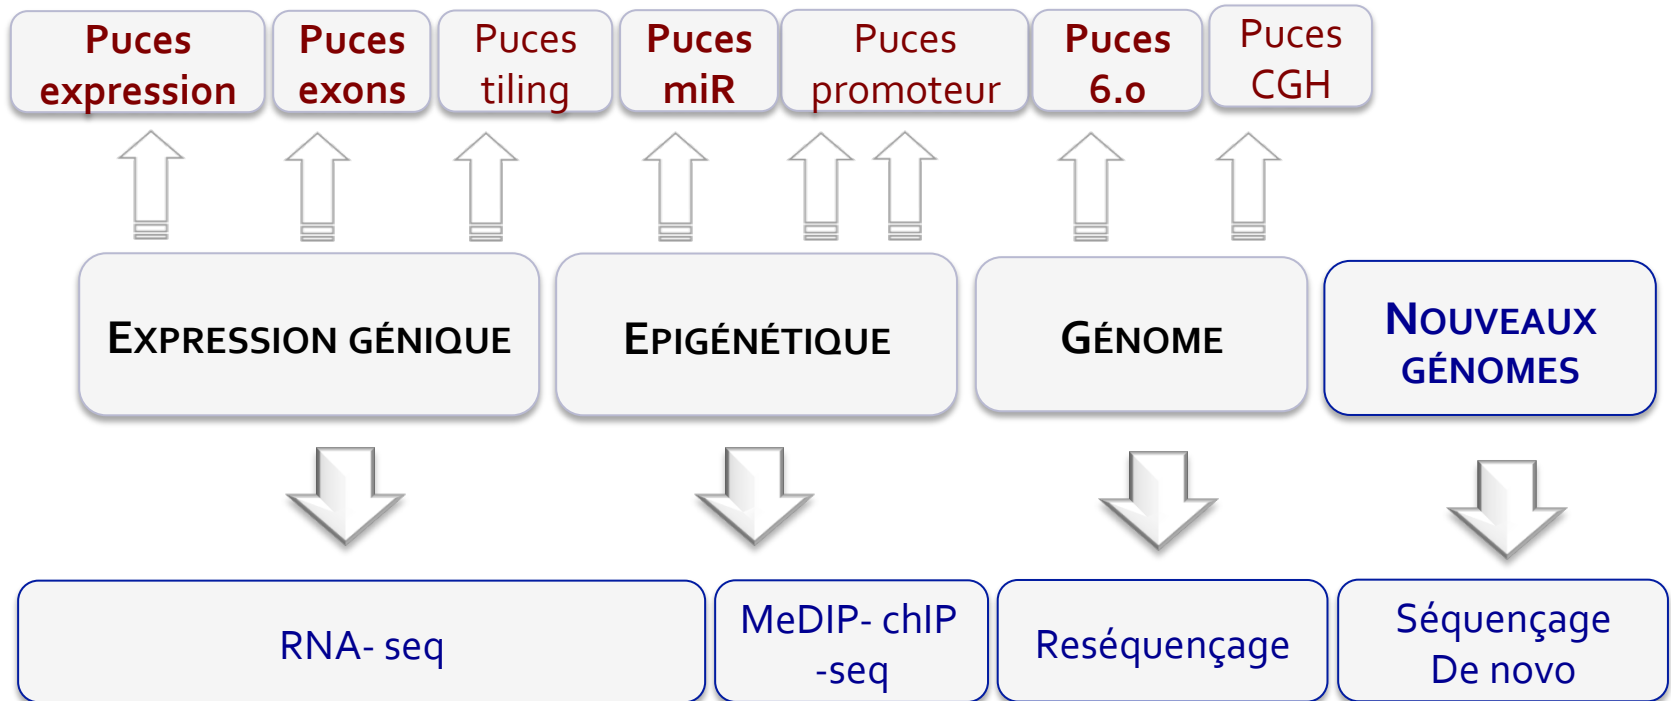 Puces
expression
Puces
exons
Puces
tiling
Puces
miR
Puces
promoteur
Puces
6.0
Puces
CGH
EXPRESSION GÉNIQUE
EPIGÉNÉTIQUE
GÉNOME
NOUVEAUX
GÉNOMES
RNA- seq
MeDIP- chIP
-seq
Reséquençage
Séquençage
De novo